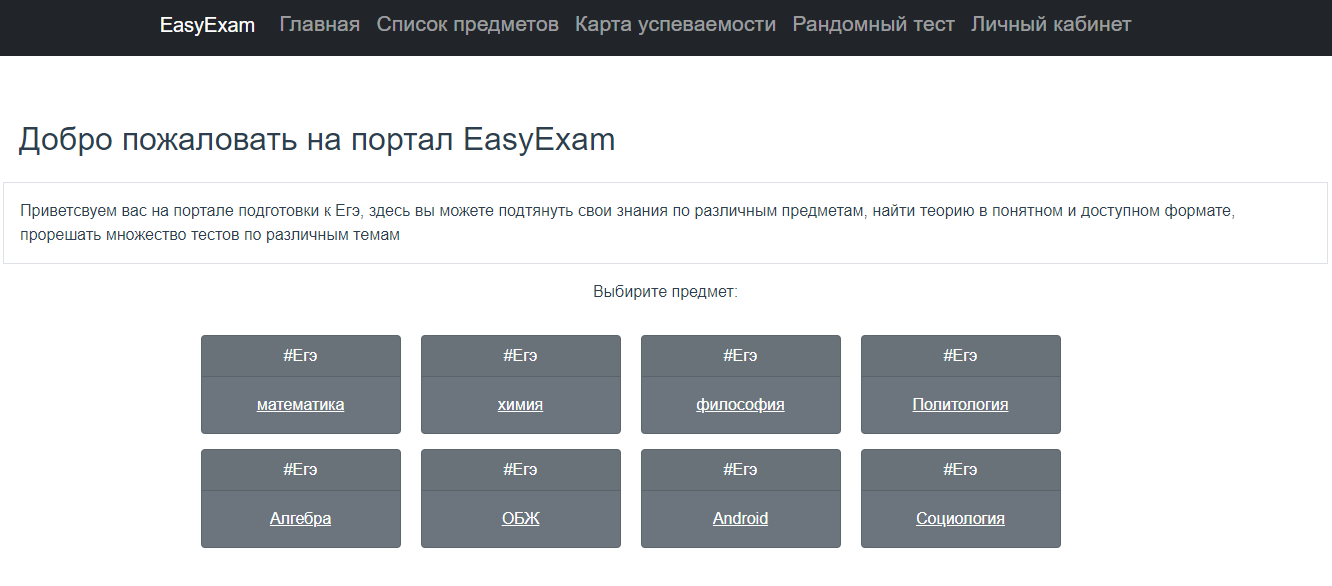 EasyExam Главная Список предметов Карта успеваемости Рандомный тест Личный кабинет
Добро пожаловать на портал EasyExam
Приветсвуем вас на портале подготовки к Егэ, здесь вы можете подтянуть свои знания по различным предметам, найти теорию в понятном и доступном формате,
прорешать множество тестов по различным темам
Выбирите предмет:
#Егэ #Егэ #Егэ #Егэ
математика химия философия Политология
#Егэ #Егэ #Егэ #Егэ
Алгебра ОБЖ Android Социология